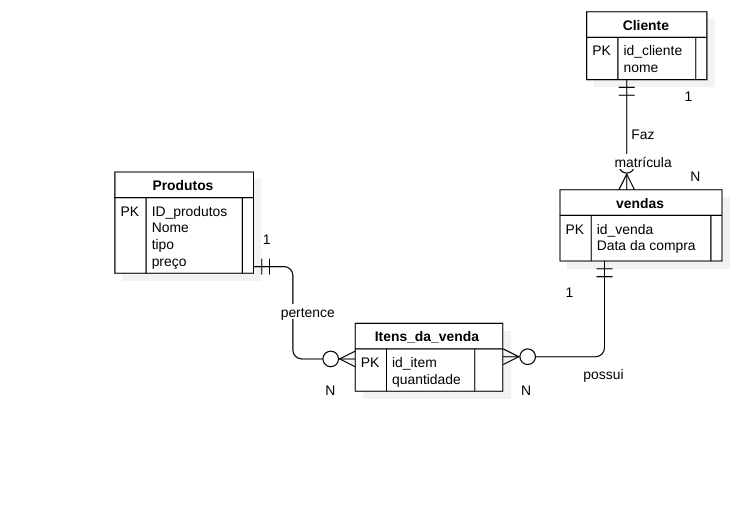 Cliente
PK
id_cliente
nome
1
Faz
matrícula
N
vendas
PK
id_venda
Data da compra
1
possui
Produtos
PK
ID_produtos
Nome
tipo
preço
1
pertence
N
Itens_da_venda
PK
id_item
quantidade
N